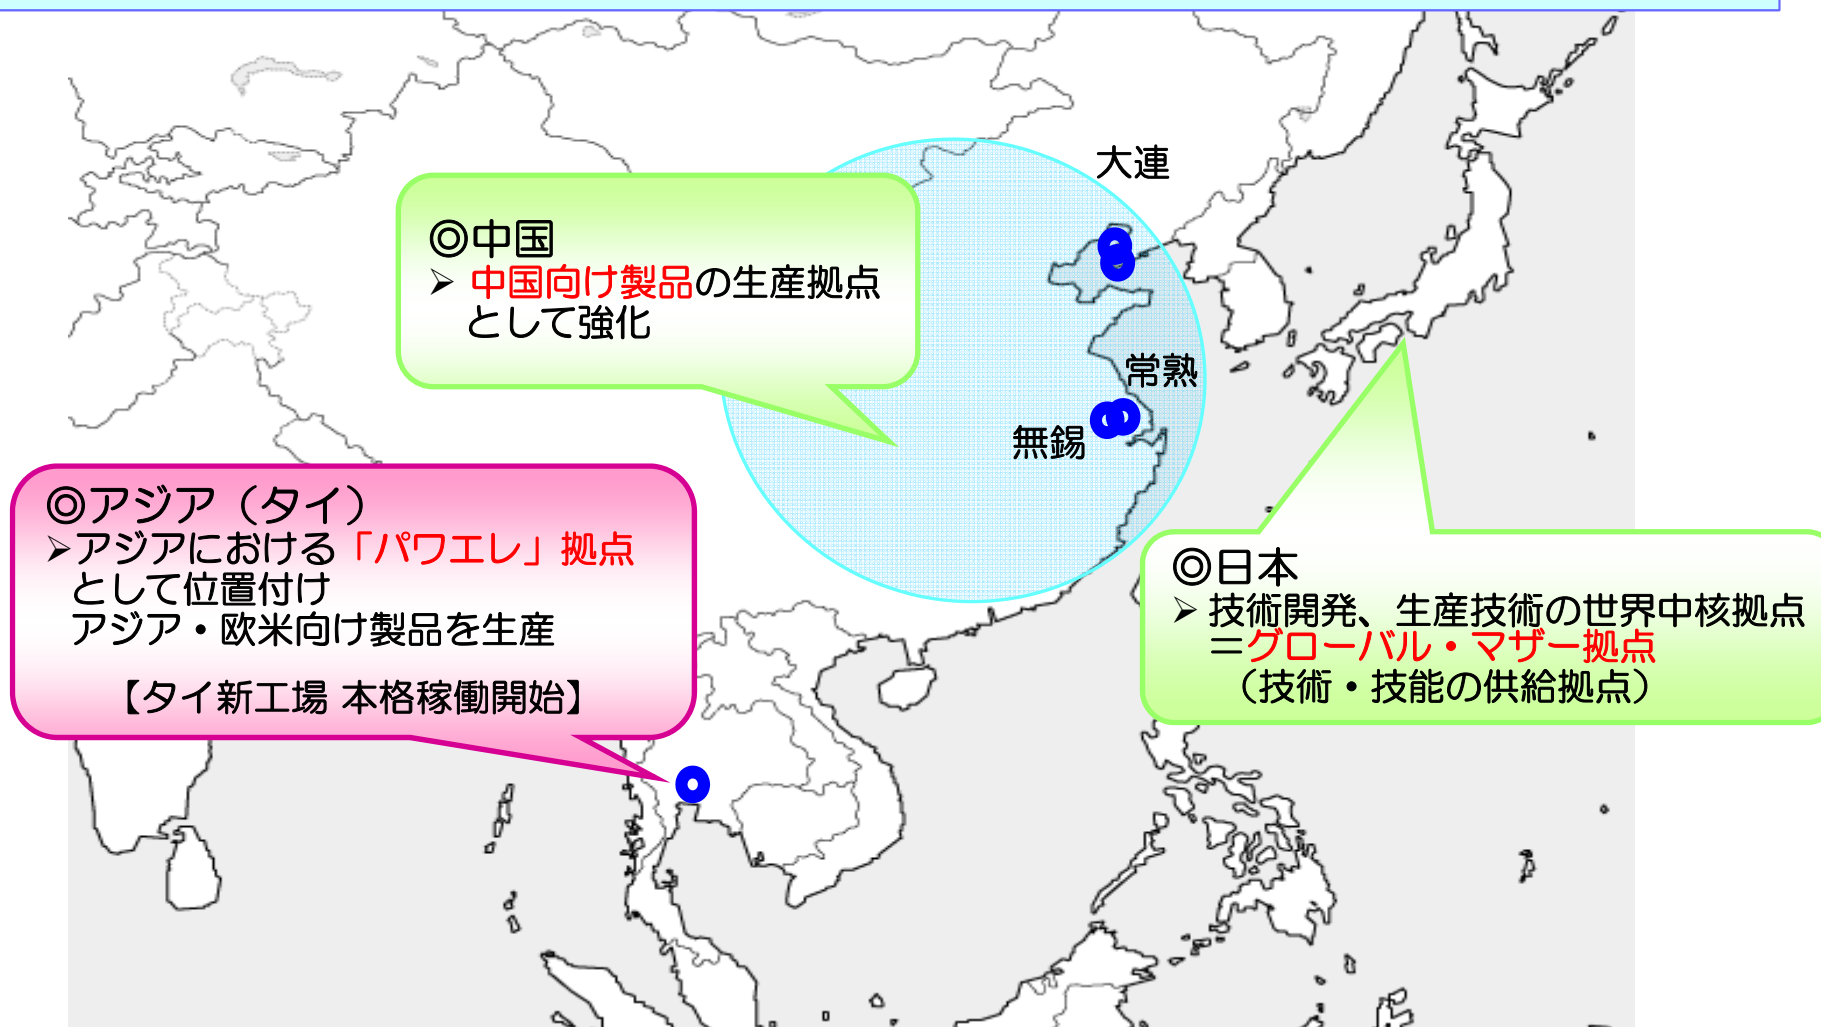 大連
◎中国
➢ 中国向け製品の生産拠点
として強化
常熟
無錫
◎アジア（タイ）
➢アジアにおける「パワエレ」拠点
として位置付け
アジア・欧米向け製品を生産
【タイ新工場 本格稼働開始】
◎日本
➢ 技術開発、生産技術の世界中核拠点
＝グローバル・マザー拠点
（技術・技能の供給拠点）